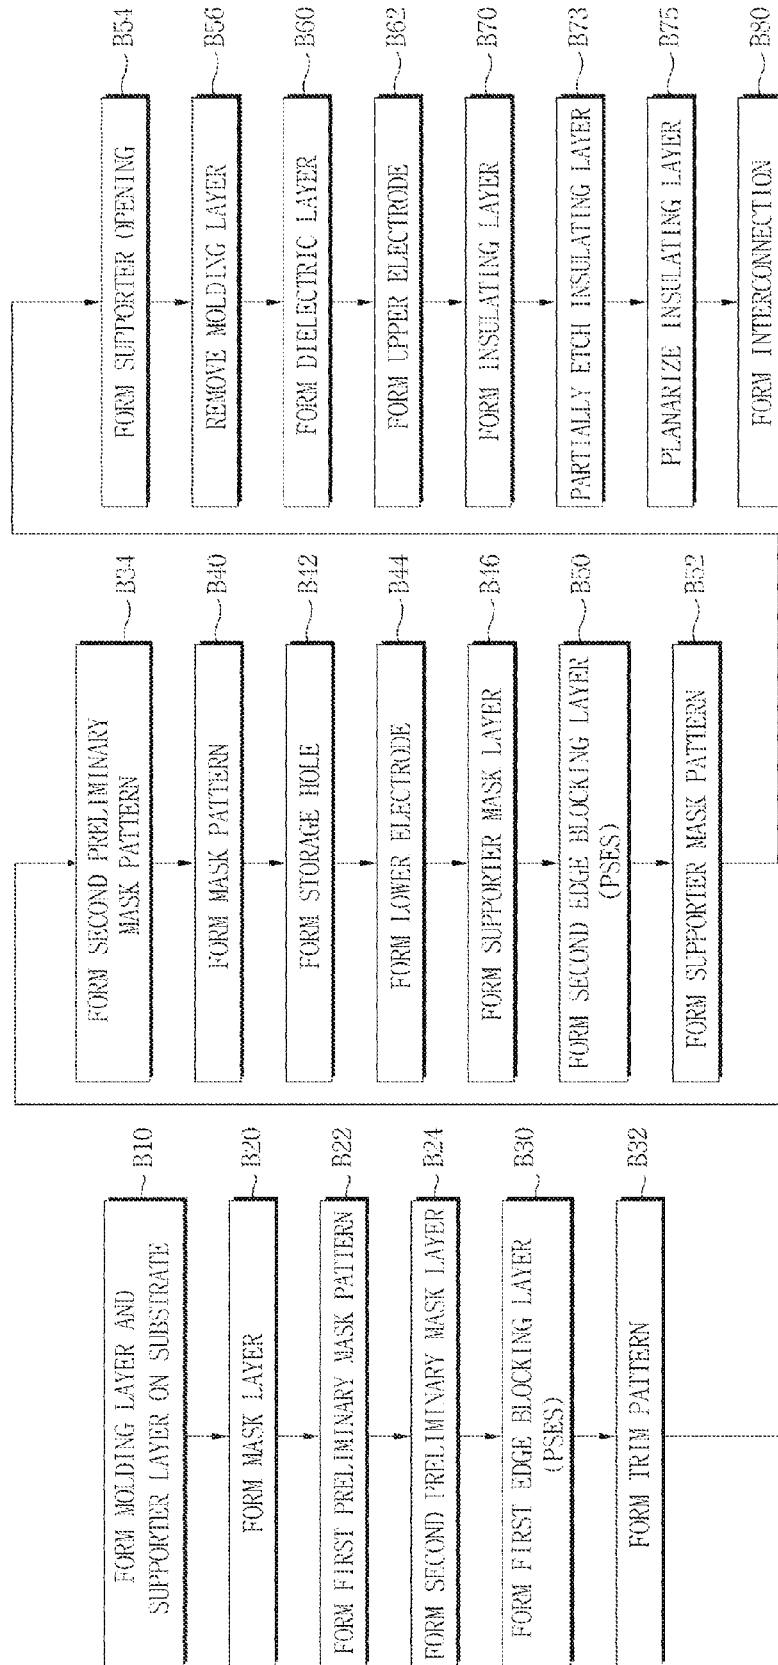 FORM MOLDING LAYER AND
SUPPORTER LAYER ON SUBSTRATE
B10
FORM MASK LAYER
B20
FORM FIRST PRELIMINARY MASK PATTERN
B22
FORM SECOND PRELIMINARY MASK LAYER
B24
FORM FIRST EDGE BLOCKING LAYER
(PSES)
B30
FORM TRIM PATTERN
B32
FORM SECOND PRELIMINARY
MASK PATTERN
B34
FORM MASK PATTERN
B40
FORM STORAGE HOLE
B42
FORM LOWER ELECTRODE
B44
FORM SUPPORTER MASK LAYER
B46
FORM SECOND EDGE BLOCKING LAYER
(PSES)
B50
FORM SUPPORTER MASK PATTERN
B52
FORM SUPPORTER OPENING
B54
REMOVE MOLDING LAYER
B56
FORM DIELECTRIC LAYER
B60
FORM UPPER ELECTRODE
B62
FORM INSULATING LAYER
B70
PARTIALLY ETCH INSULATING LAYER
B73
PLANARIZE INSULATING LAYER
B75
FORM INTERCONNECTION
B80